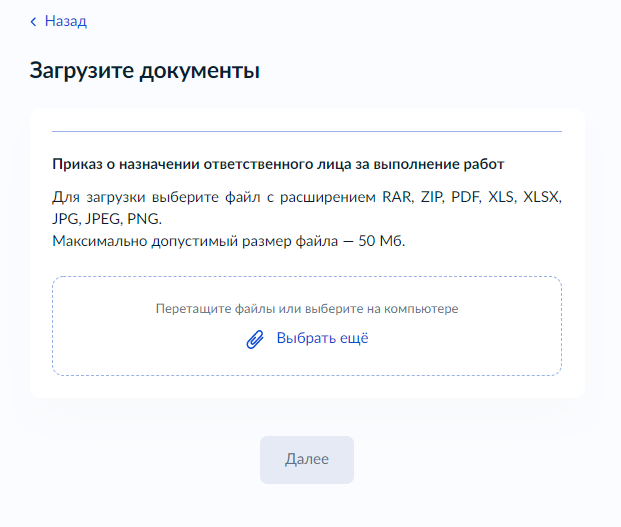 Назад
Загрузите документы
Приказ о назначении ответственного лица за выполнение работ
Для загрузки выберите файл с расширением RAR, ZIP, PDF, XLS, XLSX,
JPG, JPEG, PNG.
Максимально допустимый размер файла — 50 Мб.
Перетащите файлы или выберите на компьютере
Выбрать ещё
Далее